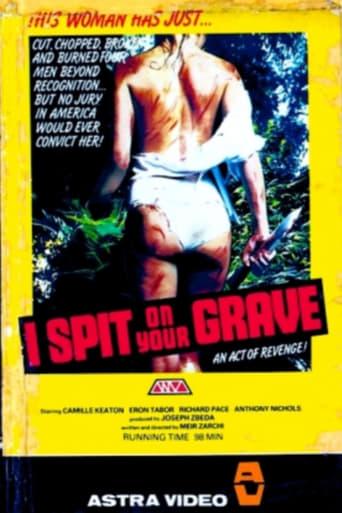 THIS WOMAN HAS JUST...
CUT, CHOPPED, BROKEN
AND BURNED FOUR
MEN BEYOND
RECOGNITION...
BUT NO JURY
IN AMERICA
WOULD EVER
CONVICT HER!
I SPIT on YOUR GRAVE
AN ACT OF REVENGE!
Starring CAMILLE KEATON ERON TABOR RICHARD PACE ANTHONY NICHOLS
produced by JOSEPH ZBEDA
written and directed by MEIR ZARCHI
RUNNING TIME 98 MIN
ASTRA VIDEO